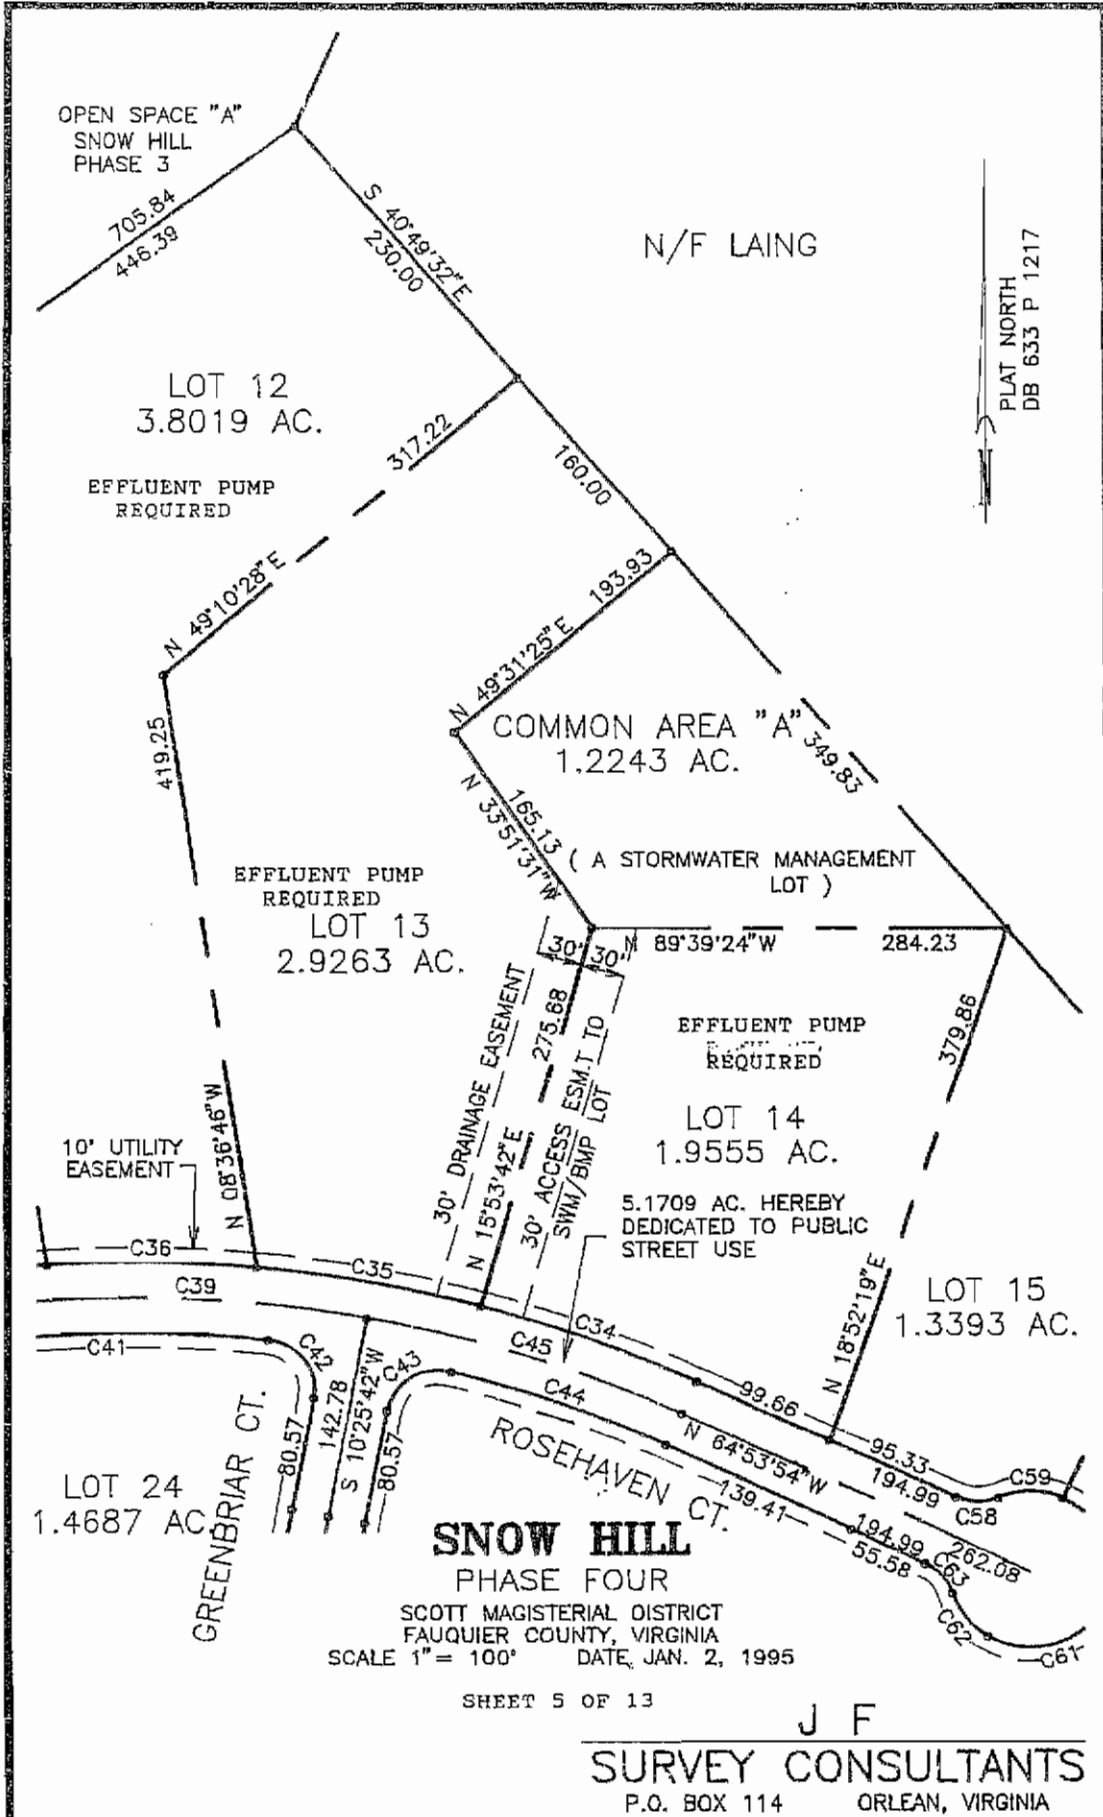 OPEN SPACE "A"
SNOW HILL
PHASE 3
705.84
446.39
S 40°49'32"E
230.00
N/F LAING
PLAT NORTH
DB 633 P 1217
N
LOT 12
3.8019 AC.
EFFLUENT PUMP
REQUIRED
317.22
N 49°10'28"E
160.00
193.93
N 49°31'25"E
419.25
COMMON AREA "A"
1.2243 AC.
349.83
165.13
N 33°51'31"W
( A STORMWATER MANAGEMENT
LOT )
EFFLUENT PUMP
REQUIRED
LOT 13
2.9263 AC.
30' 30'
N 89°39'24"W
284.23
275.68
N 15°53'42"E
30' DRAINAGE EASEMENT
30' ACCESS ESM.T TO
SWM/BMP LOT
EFFLUENT PUMP
REQUIRED
379.86
LOT 14
1.9555 AC.
N 08°36'46"W
10' UTILITY
EASEMENT
5.1709 AC. HEREBY
DEDICATED TO PUBLIC
STREET USE
N 18°52'19"E
LOT 15
1.3393 AC.
C36
C39
C35
C34
C45
C41
C42
C43
C44
99.66
95.33
C59
C58
142.78
S 10°25'42"W
80.57
80.57
N 64°53'54"W
194.99
139.41
194.99
262.08
55.58
C63
C62
C61
GREENBRIAR CT.
ROSEHAVEN CT.
LOT 24
1.4687 AC.
SNOW HILL
PHASE FOUR
SCOTT MAGISTERIAL DISTRICT
FAUQUIER COUNTY, VIRGINIA
SCALE 1"= 100' DATE, JAN. 2, 1995
SHEET 5 OF 13
J F
SURVEY CONSULTANTS
P.O. BOX 114 ORLEAN, VIRGINIA